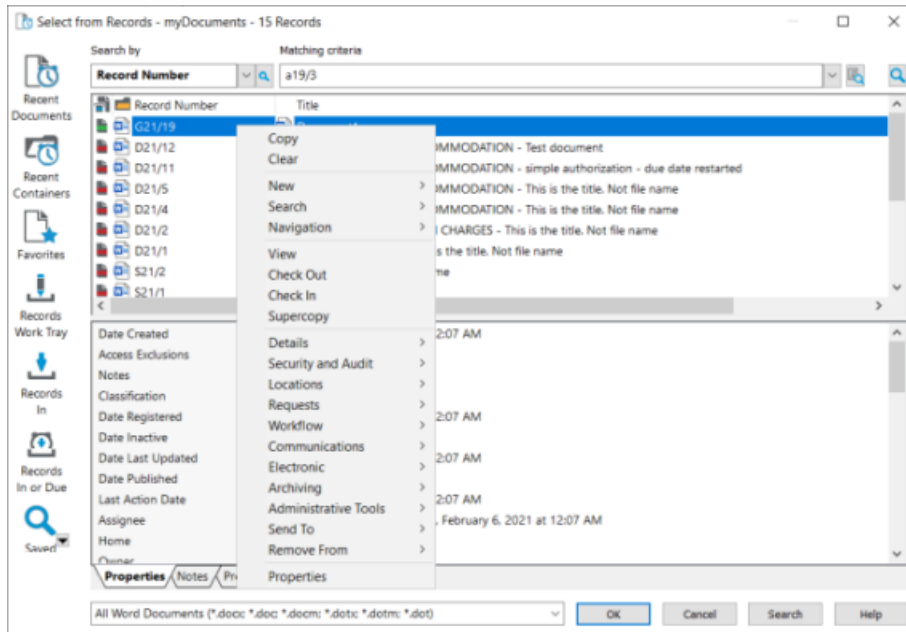 Select from Records - myDocuments - 15 Records
Search by
Matching criteria
Record Number
a19/3
Recent
Documents
Recent
Containers
Favorites
Records
Work Tray
Records
In
Records
In or Due
Saved
Record Number Title
G21/19
D21/12 OMMODATION - Test document
D21/11 OMMODATION - simple authorization - due date restarted
D21/5 IMMODATION - This is the title. Not file name
D21/4 OMMODATION - This is the title. Not file name
D21/2 I CHARGES - This is the title. Not file name
D21/1 s the title. Not file name
S21/2 me
S21/1
Copy
Clear
New
Search
Navigation
View
Check Out
Check In
Supercopy
Details
Security and Audit
Locations
Requests
Workflow
Communications
Electronic
Archiving
Administrative Tools
Send To
Remove From
Properties
Date Created 2:07 AM
Access Exclusions
Notes
Classification
Date Registered 2:07 AM
Date Inactive
Date Last Updated 2:07 AM
Date Published
Last Action Date 2:07 AM
Assignee , February 6, 2021 at 12:07 AM
Home
Owner
Properties Notes Pr
All Word Documents (*.docx; *.doc; *.docm; *.dotx; *.dotm; *.dot)
OK Cancel Search Help